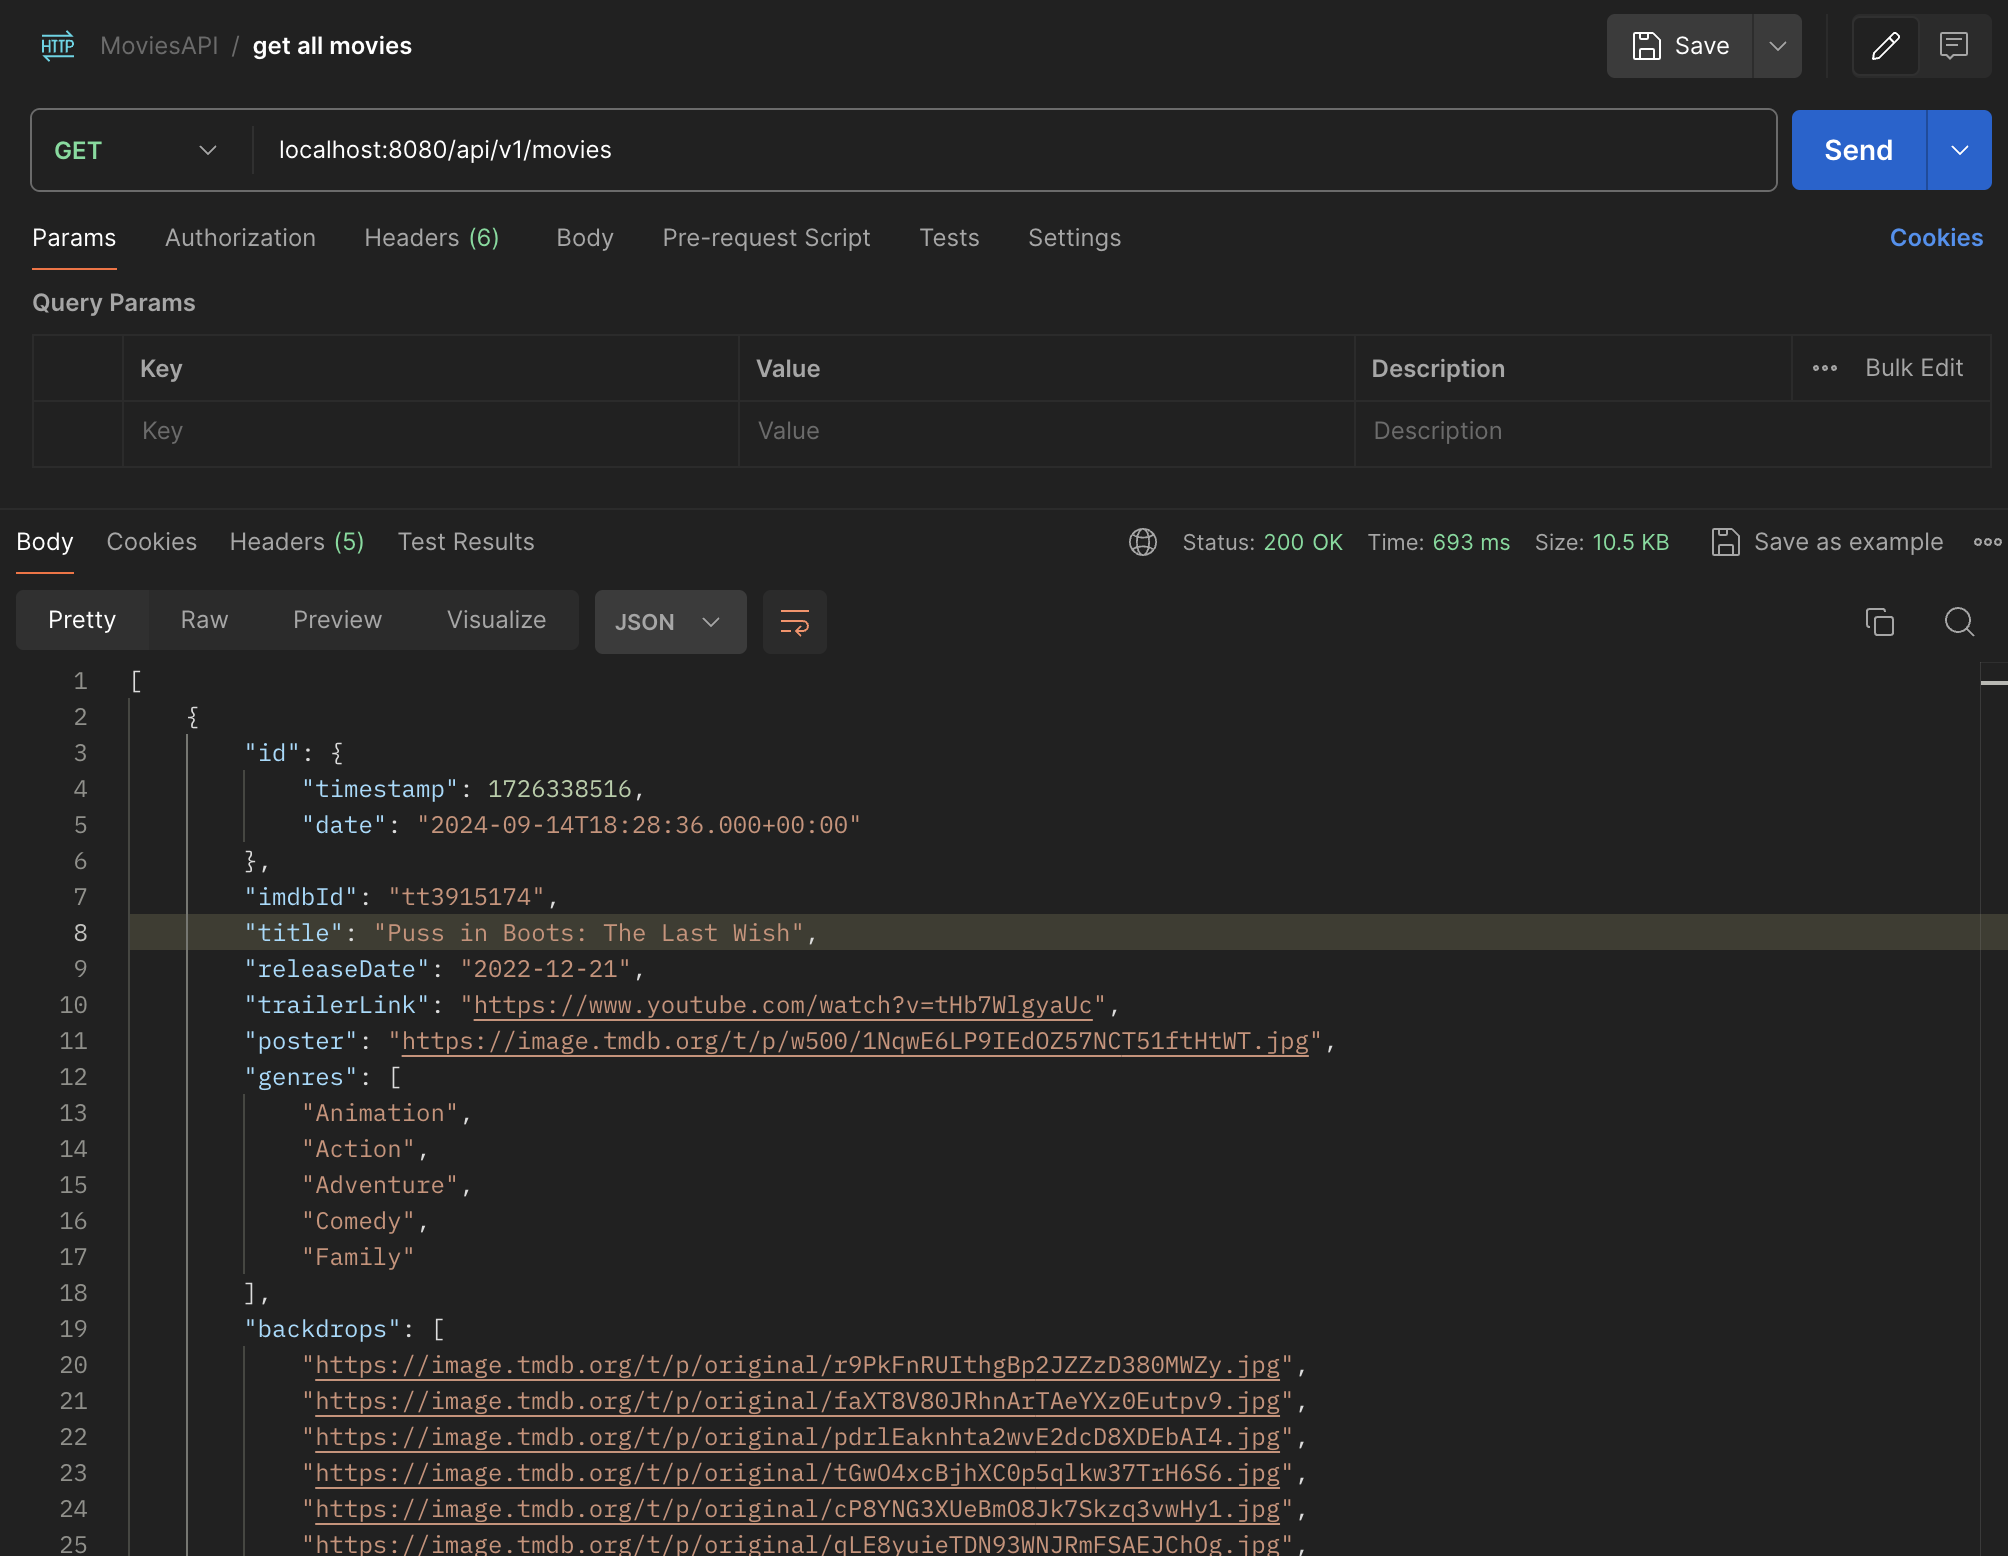 HTTP MoviesAPI / get all movies Save
GET localhost:8080/api/v1/movies Send
Params Authorization Headers (6) Body Pre-request Script Tests Settings Cookies
Query Params
Key Value Description Bulk Edit
Key Value Description
Body Cookies Headers (5) Test Results Status: 200 OK Time: 693 ms Size: 10.5 KB Save as example
Pretty Raw Preview Visualize JSON
1 [
2 {
3 "id": {
4 "timestamp": 1726338516,
5 "date": "2024-09-14T18:28:36.000+00:00"
6 },
7 "imdbId": "tt3915174",
8 "title": "Puss in Boots: The Last Wish",
9 "releaseDate": "2022-12-21",
10 "trailerLink": "https://www.youtube.com/watch?v=tHb7WlgyaUc",
11 "poster": "https://image.tmdb.org/t/p/w500/1NqwE6LP9IEdOZ57NCT51ftHtWT.jpg",
12 "genres": [
13 "Animation",
14 "Action",
15 "Adventure",
16 "Comedy",
17 "Family"
18 ],
19 "backdrops": [
20 "https://image.tmdb.org/t/p/original/r9PkFnRUIthgBp2JZZzD380MWZy.jpg",
21 "https://image.tmdb.org/t/p/original/faXT8V80JRhnArTAeYXz0Eutpv9.jpg",
22 "https://image.tmdb.org/t/p/original/pdrlEaknhta2wvE2dcD8XDEbAI4.jpg",
23 "https://image.tmdb.org/t/p/original/tGwO4xcBjhXC0p5qlkw37TrH6S6.jpg",
24 "https://image.tmdb.org/t/p/original/cP8YNG3XUeBmO8Jk7Skzq3vwHy1.jpg",
25 "https://image.tmdb.org/t/p/original/qLE8yuieTDN93WNJRmFSAEJChOg.jpg",